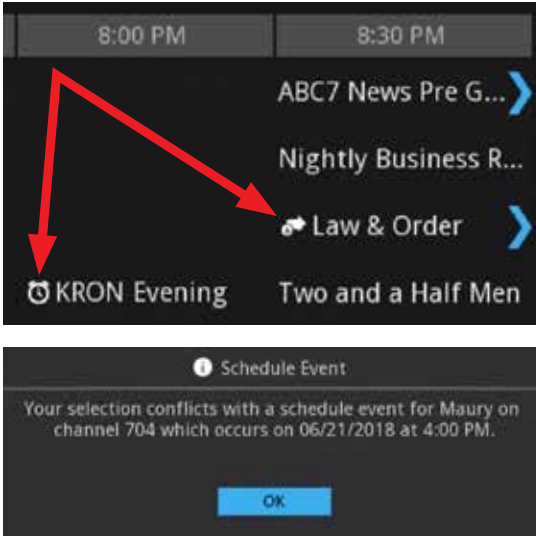 8:00 PM 8:30 PM
ABC7 News Pre G...
Nightly Business R...
Law & Order
KRON Evening Two and a Half Men
Schedule Event
Your selection conflicts with a schedule event for Maury on
channel 704 which occurs on 06/21/2018 at 4:00 PM.
OK